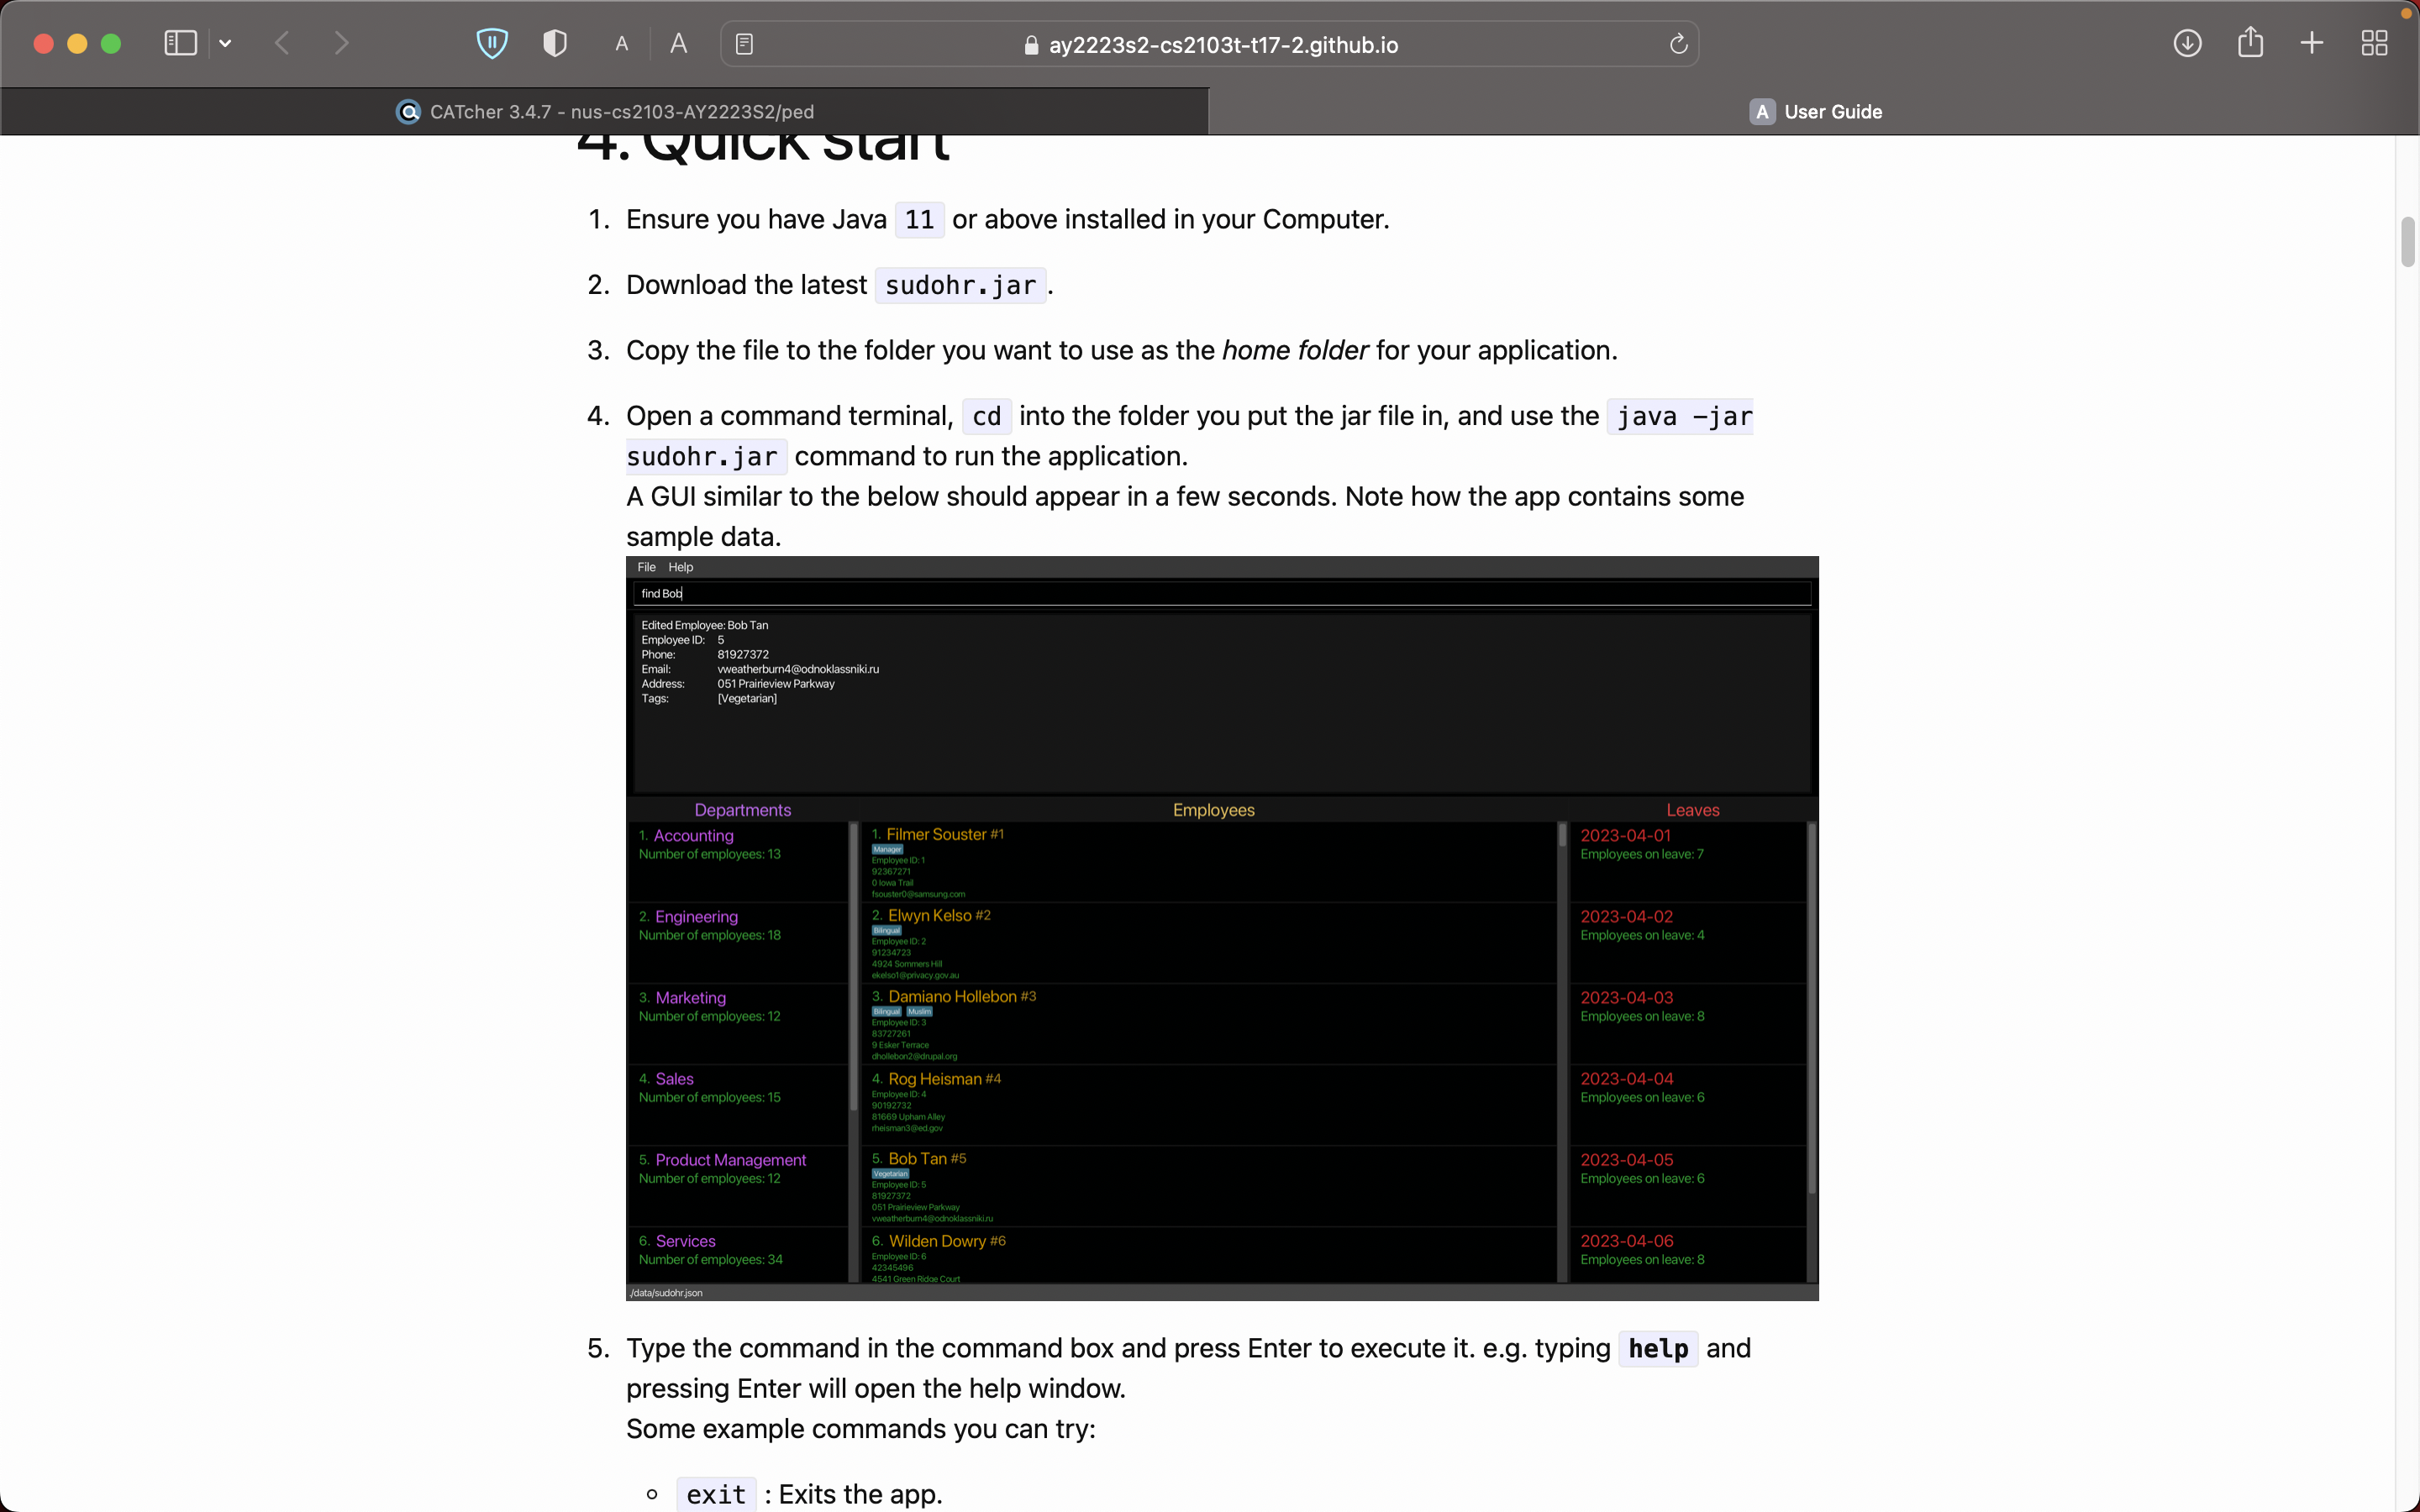 A A
ay2223s2-cs2103t-t17-2.github.io
CATcher 3.4.7 - nus-cs2103-AY2223S2/ped
A User Guide
4. Quick start
1. Ensure you have Java 11 or above installed in your Computer.
2. Download the latest sudohr.jar.
3. Copy the file to the folder you want to use as the home folder for your application.
4. Open a command terminal, cd into the folder you put the jar file in, and use the java -jar
sudohr.jar command to run the application.
A GUI similar to the below should appear in a few seconds. Note how the app contains some
sample data.
File Help
find Bob
Edited Employee: Bob Tan
Employee ID: 5
Phone: 81927372
Email: vweatherburn4@odnoklassniki.ru
Address: 051 Prairieview Parkway
Tags: [Vegetarian]
Departments
1. Accounting
Number of employees: 13
2. Engineering
Number of employees: 18
3. Marketing
Number of employees: 12
4. Sales
Number of employees: 15
5. Product Management
Number of employees: 12
6. Services
Number of employees: 34
Employees
1. Filmer Souster #1
Manager
Employee ID: 1
92367271
0 Iowa Trail
fsouster0@samsung.com
2. Elwyn Kelso #2
Bilingual
Employee ID: 2
91234723
4924 Sommers Hill
ekelso1@privacy.gov.au
3. Damiano Hollebon #3
Bilingual Muslim
Employee ID: 3
83727261
9 Esker Terrace
dhollebon2@drupal.org
4. Rog Heisman #4
Employee ID: 4
90192732
81669 Upham Alley
rheisman3@ed.gov
5. Bob Tan #5
Vegetarian
Employee ID: 5
81927372
051 Prairieview Parkway
vweatherburn4@odnoklassniki.ru
6. Wilden Dowry #6
Employee ID: 6
42345496
4541 Green Ridge Court
Leaves
2023-04-01
Employees on leave: 7
2023-04-02
Employees on leave: 4
2023-04-03
Employees on leave: 8
2023-04-04
Employees on leave: 6
2023-04-05
Employees on leave: 6
2023-04-06
Employees on leave: 8
./data/sudohr.json
5. Type the command in the command box and press Enter to execute it. e.g. typing help and
pressing Enter will open the help window.
Some example commands you can try:
exit : Exits the app.